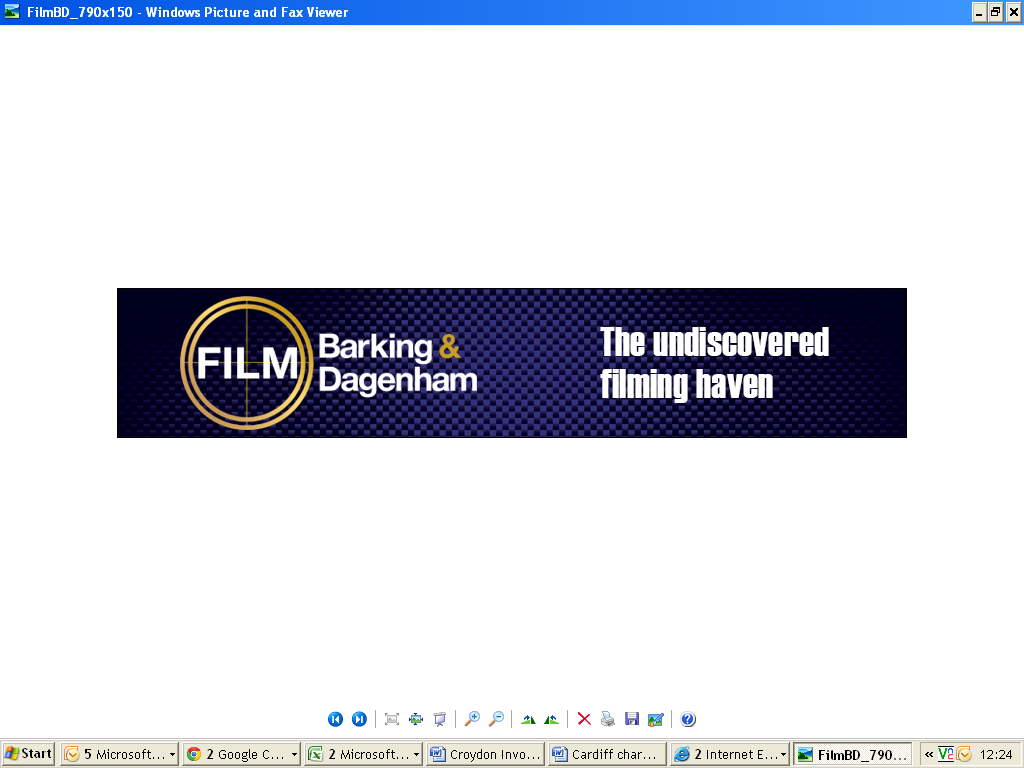 FilmBD_790x150 - Windows Picture and Fax Viewer
FILM
Barking &
Dagenham
The undiscovered
filming haven
Start
5 Microsoft...
2 Google C...
2 Microsoft...
Croydon Invo...
Cardiff char...
2 Internet E...
FilmBD_790...
12:24